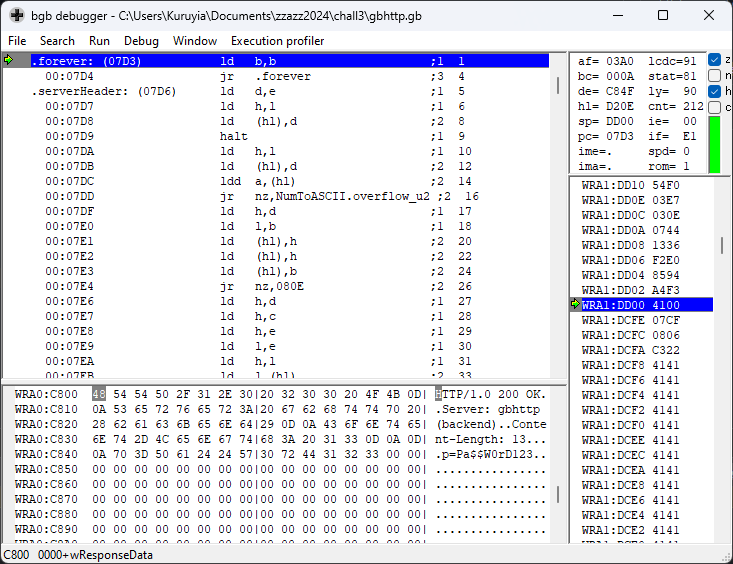 bgb debugger - C:\Users\Kuruyia\Documents\zzazz2024\chall3\gbhttp.gb
File Search Run Debug Window Execution profiler
.forever: (07D3) ld b,b ;1 1
00:07D4 jr .forever ;3 4
.serverHeader: (07D6) ld d,e ;1 5
00:07D7 ld h,l ;1 6
00:07D8 ld (hl),d ;2 8
00:07D9 halt ;1 9
00:07DA ld h,l ;1 10
00:07DB ld (hl),d ;2 12
00:07DC ldd a,(hl) ;2 14
00:07DD jr nz,NumToASCII.overflow_u2 ;2 16
00:07DF ld h,d ;1 17
00:07E0 ld l,b ;1 18
00:07E1 ld (hl),h ;2 20
00:07E2 ld (hl),h ;2 22
00:07E3 ld (hl),b ;2 24
00:07E4 jr nz,080E ;2 26
00:07E6 ld h,d ;1 27
00:07E7 ld h,c ;1 28
00:07E8 ld h,e ;1 29
00:07E9 ld l,e ;1 30
00:07EA ld h,l ;1 31
00:07EB ld l,(hl) ;2 33
af= 03A0 lcdc=91 z
bc= 000A stat=81 n
de= C84F ly= 90 h
hl= D20E cnt= 212 c
sp= DD00 ie= 00
pc= 07D3 if= E1
ime=. spd= 0
ima=. rom= 1
WRA1:DD10 54F0
WRA1:DD0E 03E7
WRA1:DD0C 030E
WRA1:DD0A 0744
WRA1:DD08 1336
WRA1:DD06 F2E0
WRA1:DD04 8594
WRA1:DD02 A4F3
WRA1:DD00 4100
WRA1:DCFE 07CF
WRA1:DCFC 0806
WRA1:DCFA C322
WRA1:DCF8 4141
WRA1:DCF6 4141
WRA1:DCF4 4141
WRA1:DCF2 4141
WRA1:DCF0 4141
WRA1:DCEE 4141
WRA1:DCEC 4141
WRA1:DCEA 4141
WRA1:DCE8 4141
WRA1:DCE6 4141
WRA1:DCE4 4141
WRA1:DCE2 4141
WRA0:C800 48 54 54 50 2F 31 2E 30|20 32 30 30 20 4F 4B 0D|HTTP/1.0 200 OK.
WRA0:C810 0A 53 65 72 76 65 72 3A|20 67 62 68 74 74 70 20|.Server: gbhttp
WRA0:C820 28 62 61 63 6B 65 6E 64|29 0D 0A 43 6F 6E 74 65|(backend)..Conte
WRA0:C830 6E 74 2D 4C 65 6E 67 74|68 3A 20 31 33 0D 0A 0D|nt-Length: 13...
WRA0:C840 0A 70 3D 50 61 24 24 57|30 72 44 31 32 33 00 00|.p=Pa$$W0rD123..
WRA0:C850 00 00 00 00 00 00 00 00|00 00 00 00 00 00 00 00|................
WRA0:C860 00 00 00 00 00 00 00 00|00 00 00 00 00 00 00 00|................
WRA0:C870 00 00 00 00 00 00 00 00|00 00 00 00 00 00 00 00|................
WRA0:C880 00 00 00 00 00 00 00 00|00 00 00 00 00 00 00 00|................
WRA0:C890 00 00 00 00 00 00 00 00|00 00 00 00 00 00 00 00|................
C800 0000+wResponseData